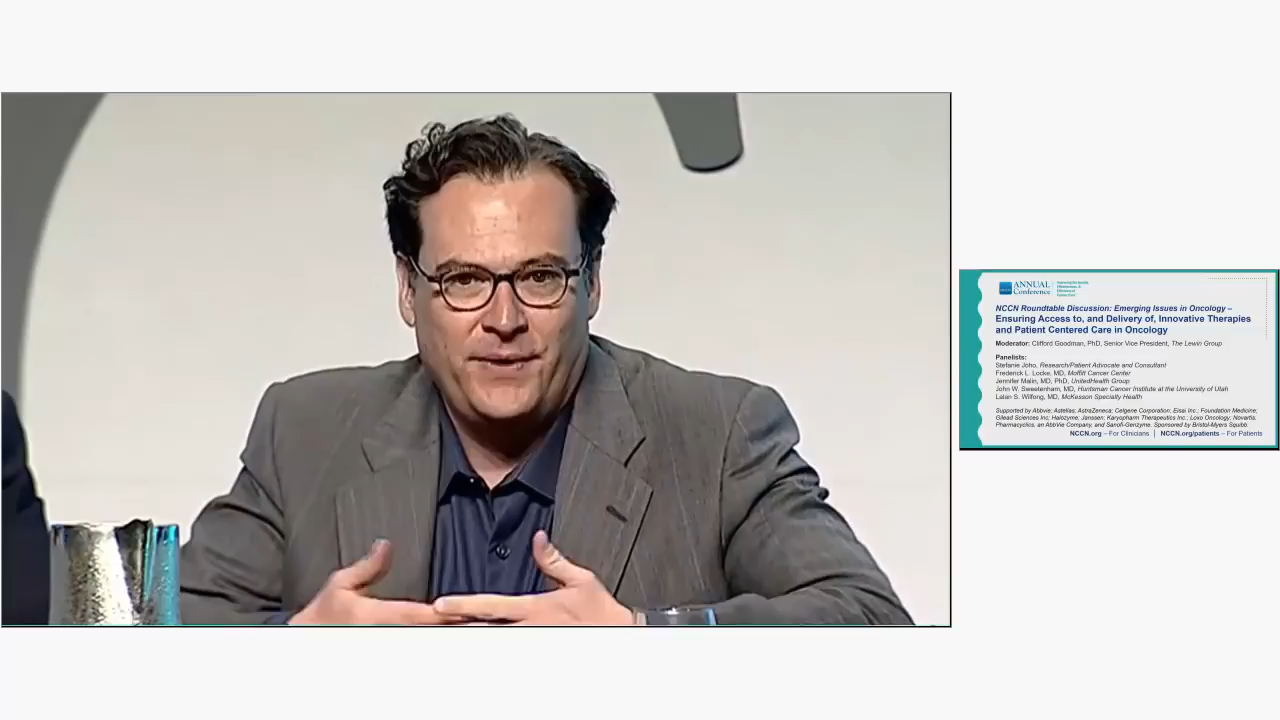 ANNUAL
Conference
NCCN Roundtable Discussion: Emerging Issues in Oncology –
Ensuring Access to, and Delivery of, Innovative Therapies
and Patient Centered Care in Oncology
Moderator: Clifford Goodman, PhD, Senior Vice President, The Lewin Group
Panelists:
Stefanie Joho, Research/Patient Advocate and Consultant
Frederick L. Locke, MD, Moffitt Cancer Center
Jennifer Malin, MD, PhD, UnitedHealth Group
John W. Sweetenham, MD, Huntsman Cancer Institute at the University of Utah
Lalan S. Wilfong, MD, McKesson Specialty Health
Supported by Abbvie; Astellas; AstraZeneca; Celgene Corporation; Eisai Inc.; Foundation Medicine;
Gilead Sciences Inc; Halozyme; Janssen; Karyopharm Therapeutics Inc.; Loxo Oncology; Novartis;
Pharmacyclics, an AbbVie Company, and Sanofi-Genzyme. Sponsored by Bristol-Myers Squibb.
NCCN.org – For Clinicians | NCCN.org/patients – For Patients